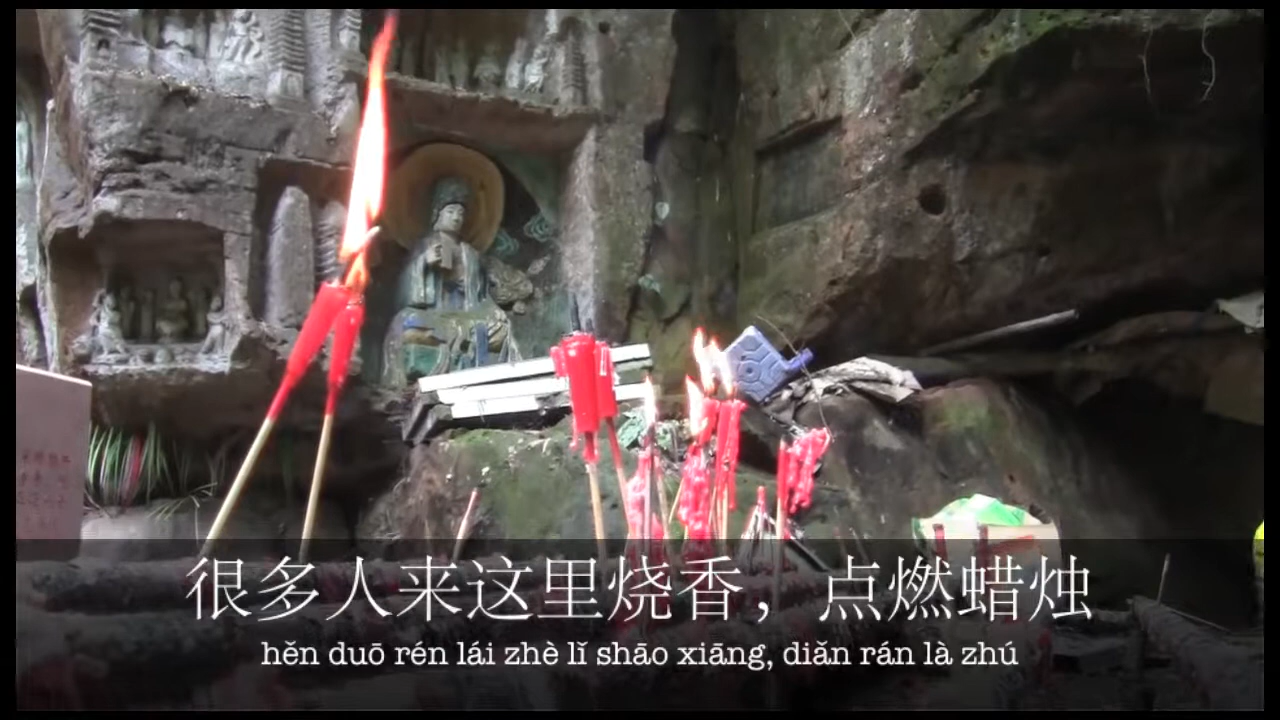 很多人来这里烧香，点燃蜡烛
hěn duō rén lái zhè lǐ shāo xiāng, diǎn rán là zhú